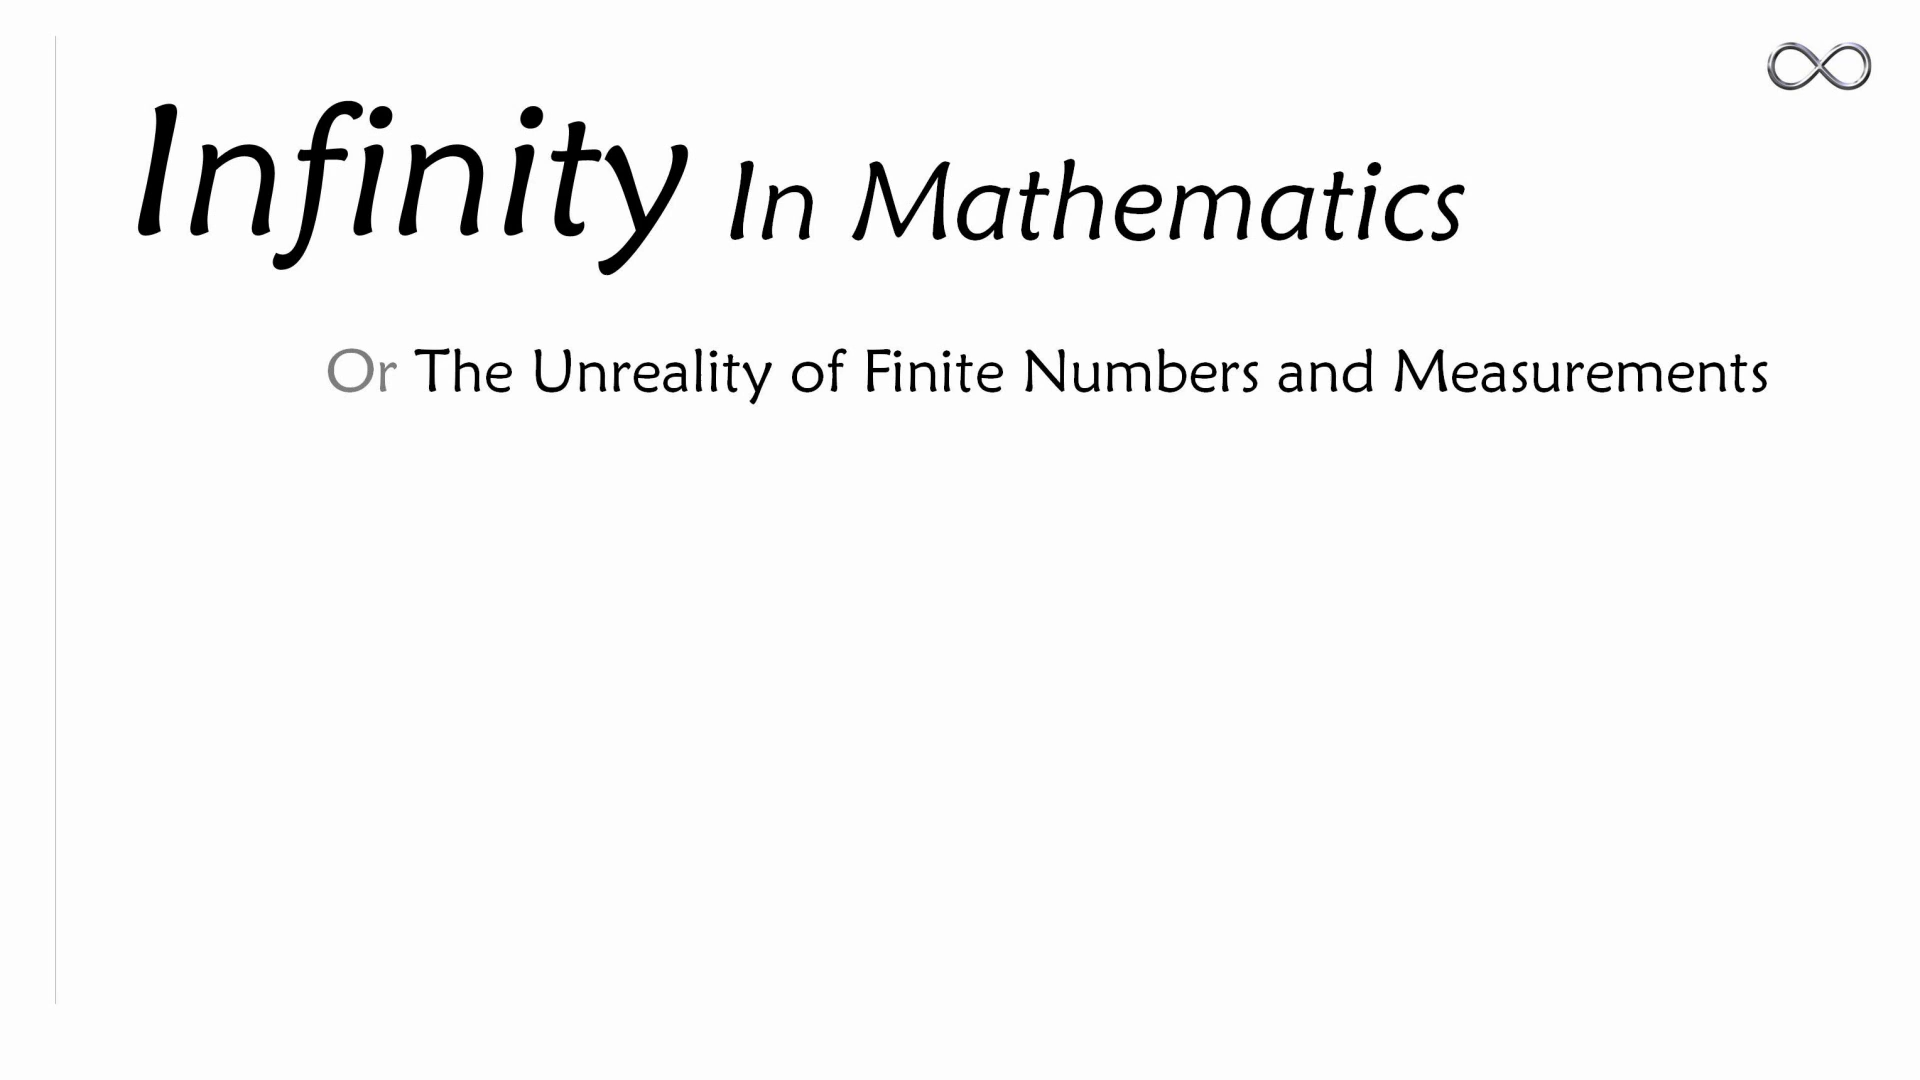 Infinity In Mathematics
Or The Unreality of Finite Numbers and Measurements